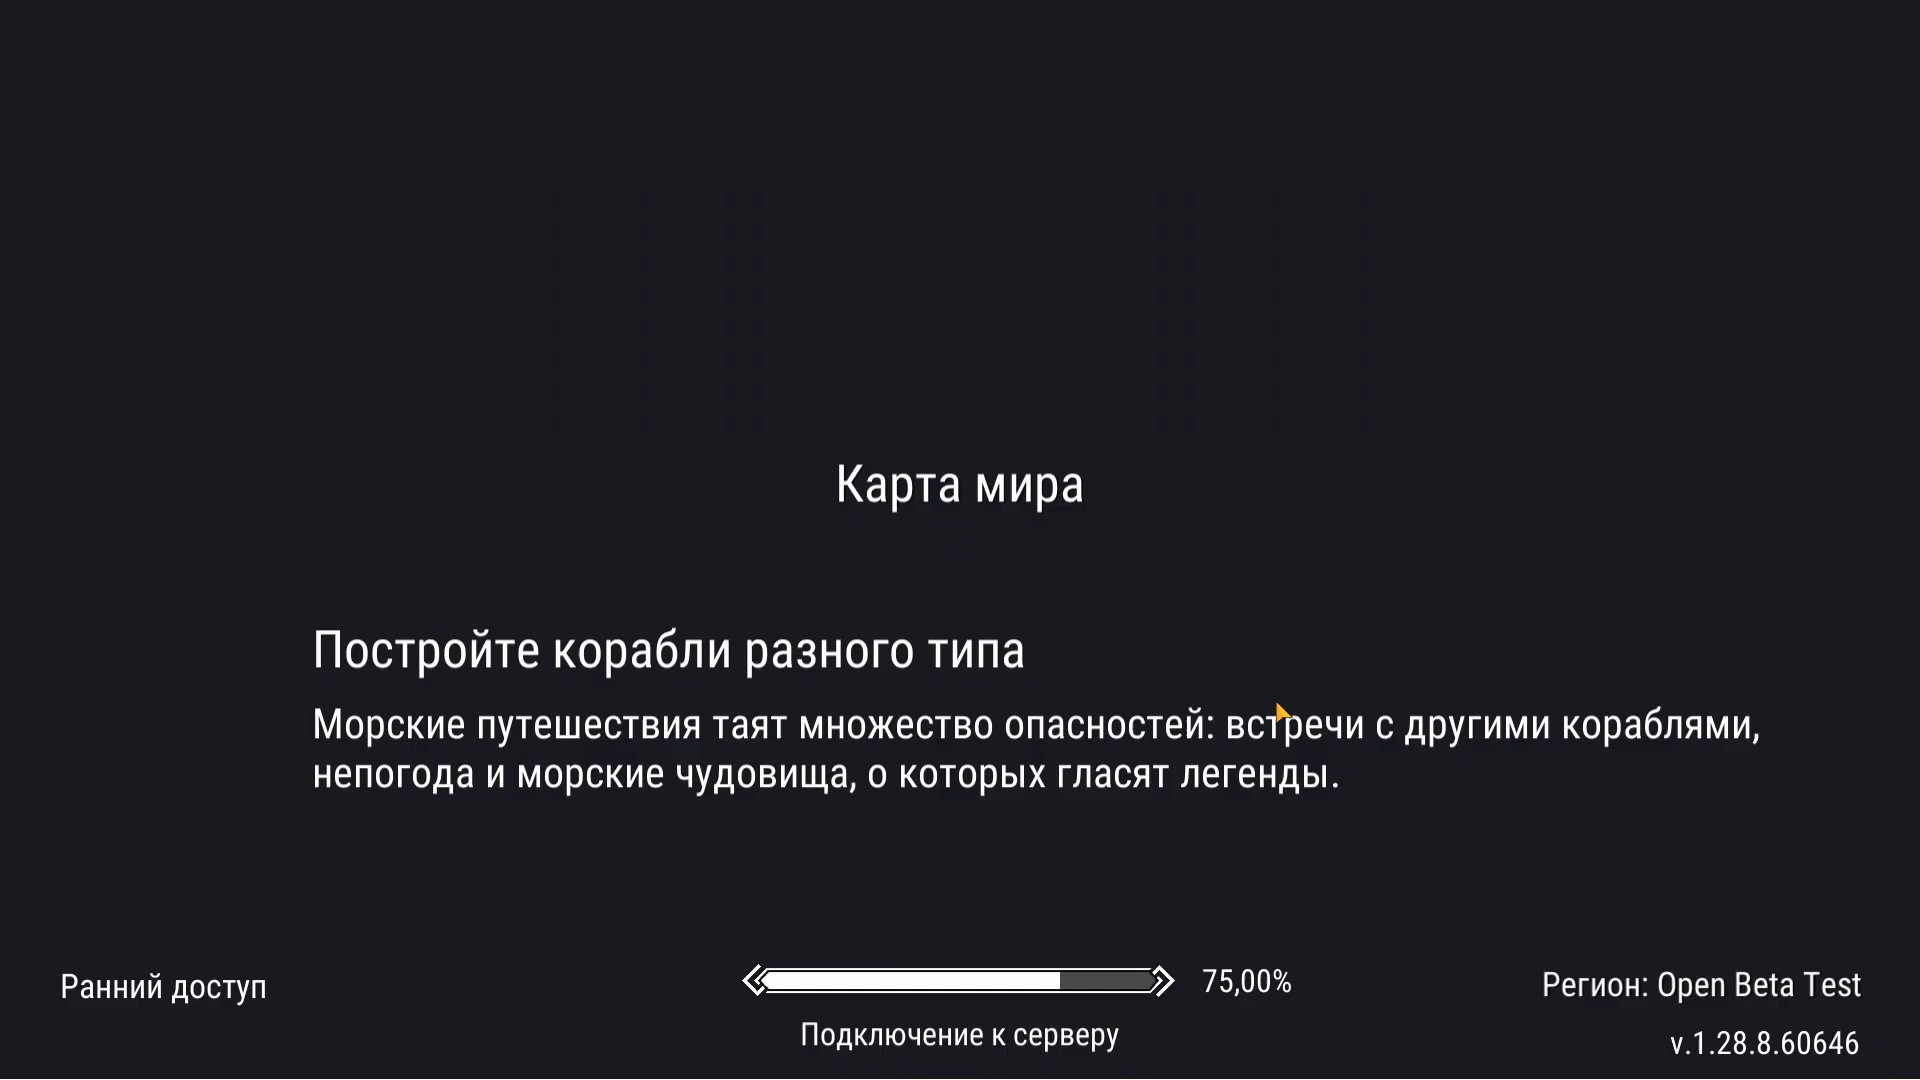 Карта мира
Постройте корабли разного типа
Морские путешествия таят множество опасностей: встречи с другими кораблями,
непогода и морские чудовища, о которых гласят легенды.
Ранний доступ
75,00%
Регион: Open Beta Test
Подключение к серверу
v.1.28.8.60646